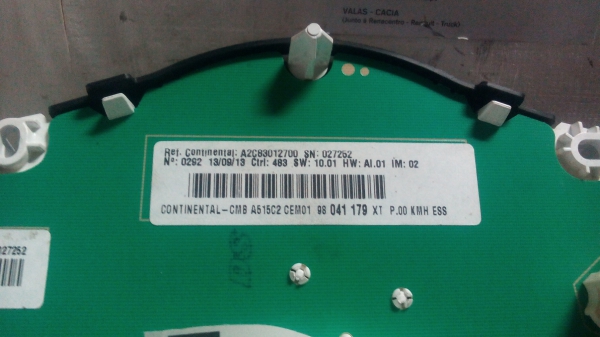 VALAS - CACIA
Ref. Continental: A2C83012700 SN: 027252
Nº: 0292 13/09/13 Ctrl: 483 SW: 10.01 HW: AI.01 IM: 02
CONTINENTAL-CMB A515C2 CEM01 98 041 179 XT P.00 KMH ESS
027252